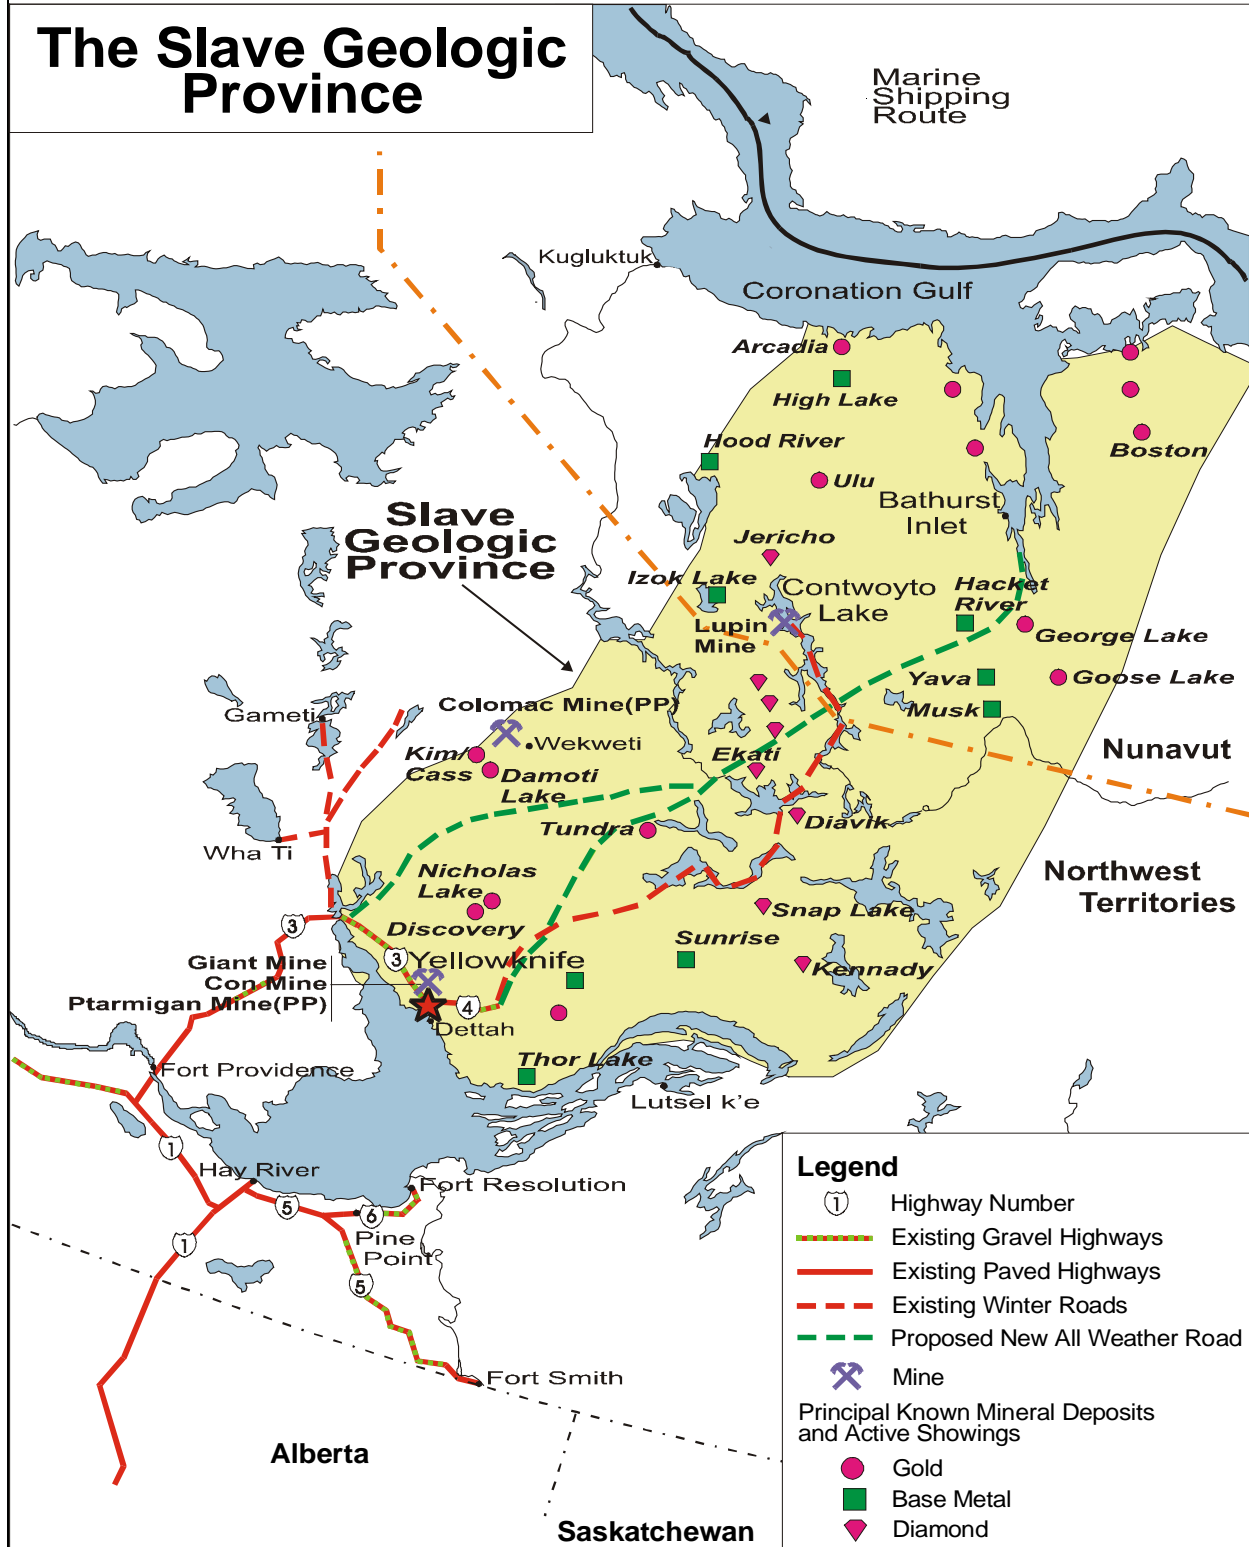 The Slave Geologic
Province
Marine
Shipping
Route
Kugluktuk
Coronation Gulf
Arcadia
High Lake
Hood River
Boston
Ulu
Bathurst
Inlet
Slave
Geologic
Province
Jericho
Izok Lake
Contwoyto
Lake
Hacket
River
Lupin
Mine
George Lake
Yava
Goose Lake
Musk
Colomac Mine(PP)
Gameti
Wekweti
Kim/
Cass
Damoti
Lake
Ekati
Nunavut
Diavik
Tundra
Wha Ti
Nicholas
Lake
Northwest
Territories
Snap Lake
Discovery
3
3
Yellowknife
Sunrise
Kennady
Giant Mine
Con Mine
Ptarmigan Mine(PP)
4
Dettah
Thor Lake
Fort Providence
Lutsel k'e
1
Hay River
Fort Resolution
5
6
Pine
Point
1
5
Fort Smith
Alberta
Saskatchewan
Legend
1 Highway Number
Existing Gravel Highways
Existing Paved Highways
Existing Winter Roads
Proposed New All Weather Road
Mine
Principal Known Mineral Deposits
and Active Showings
Gold
Base Metal
Diamond